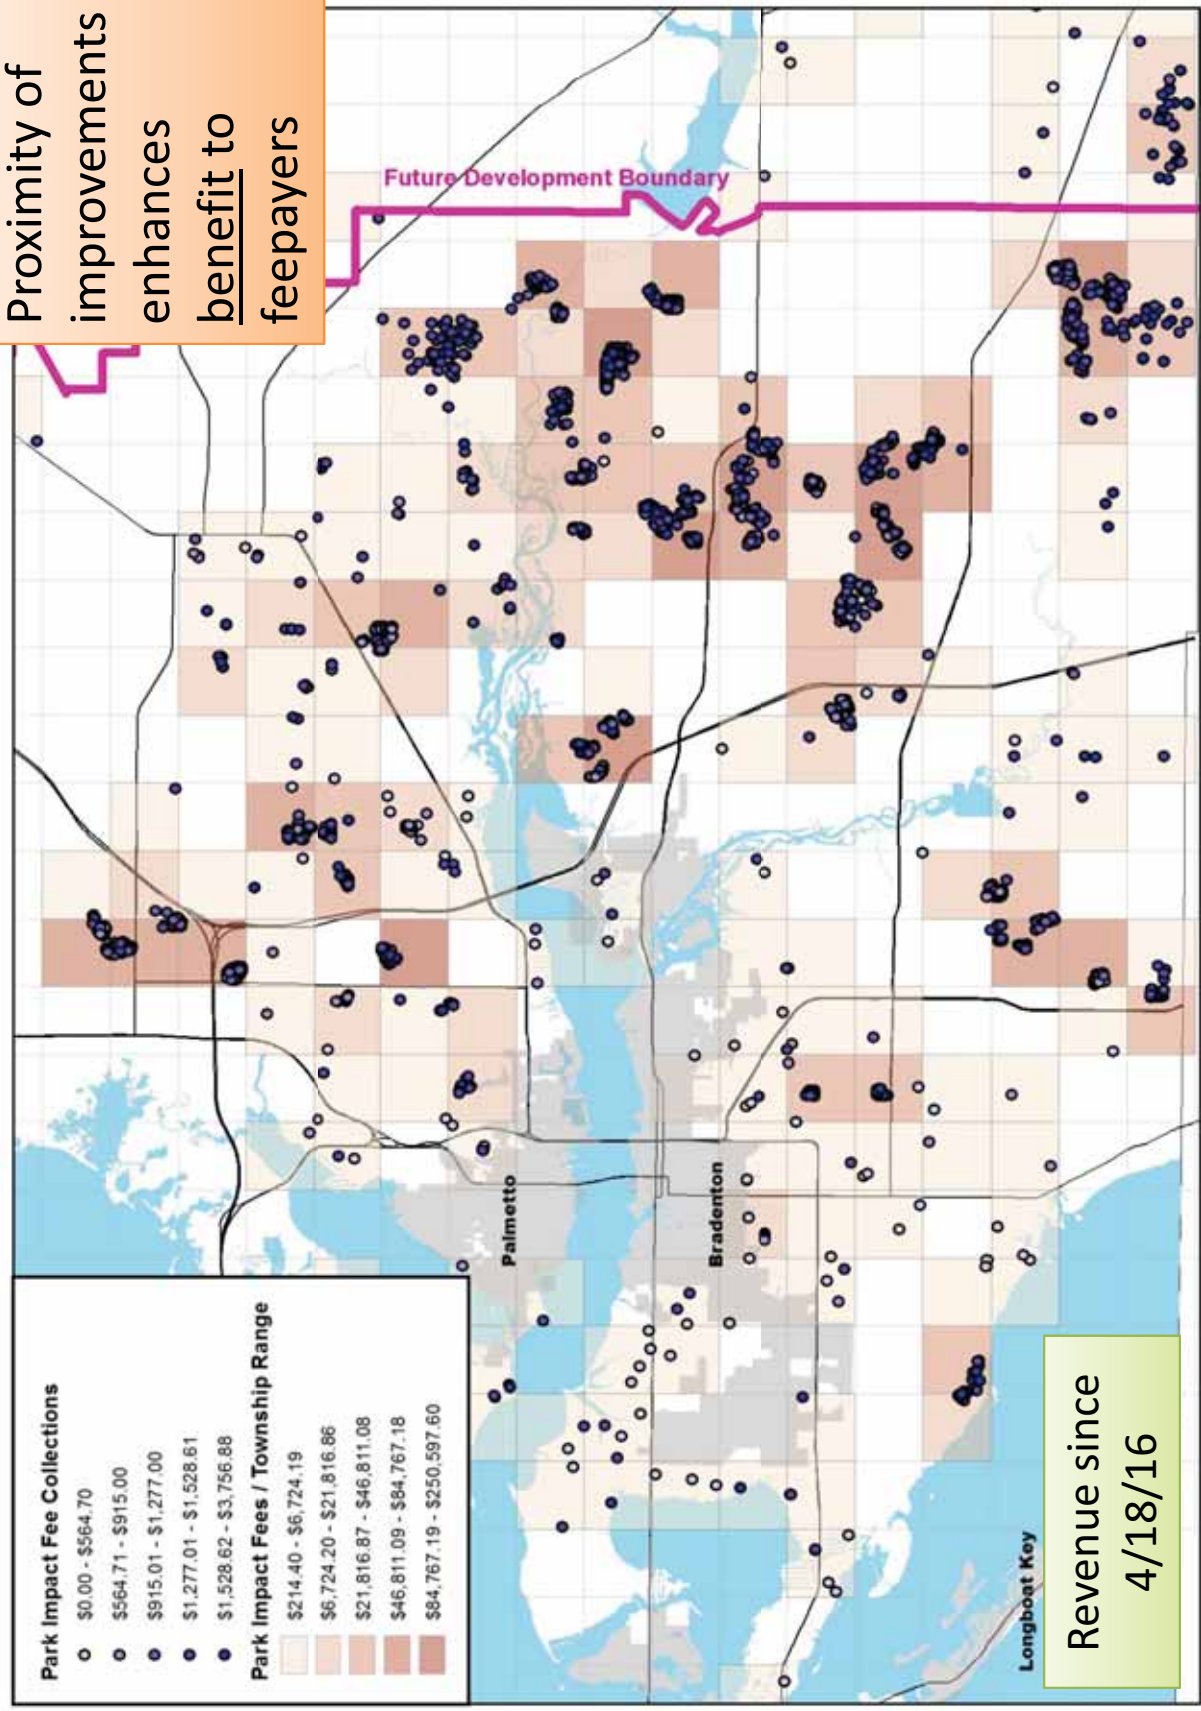 Proximity of
improvements
enhances
benefit to
feepayers
Future Development Boundary
Park Impact Fee Collections
$0.00 - $564.70
$564.71 - $915.00
$915.01 - $1,277.00
$1,277.01 - $1,528.61
$1,528.62 - $3,756.88
Park Impact Fees / Township Range
$214.40 - $6,724.19
$6,724.20 - $21,816.86
$21,816.87 - $46,811.08
$46,811.09 - $84,767.18
$84,767.19 - $250,597.60
Palmetto
Bradenton
Longboat Key
Revenue since
4/18/16